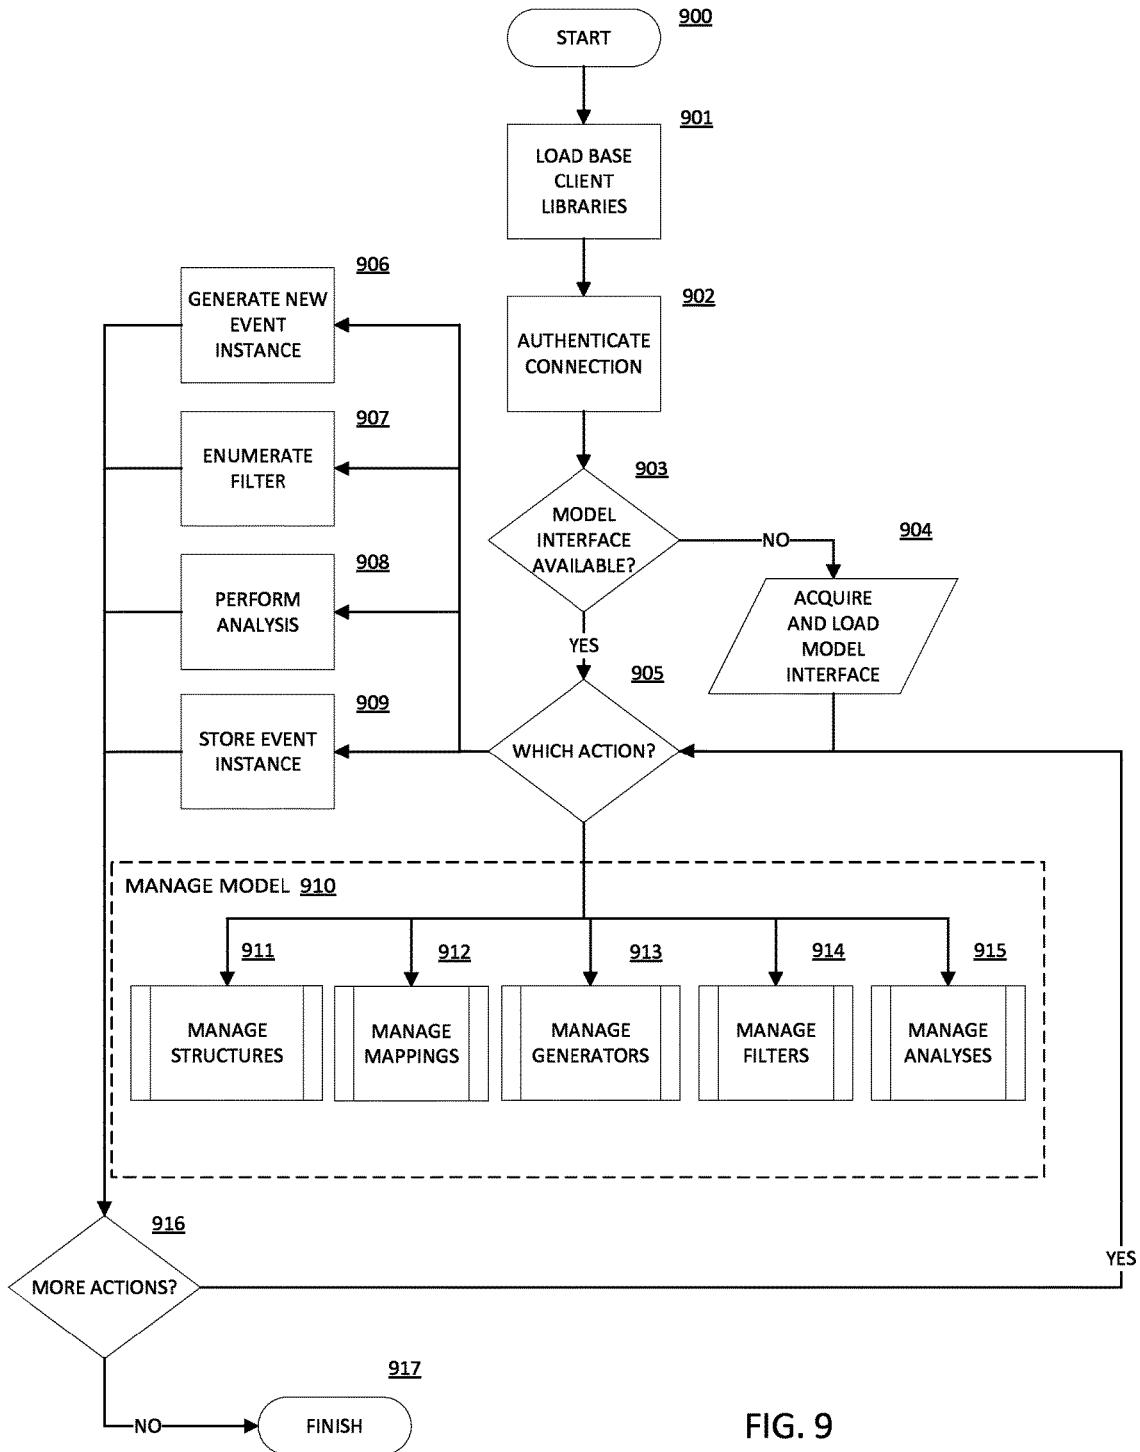 900
START
901
LOAD BASE
CLIENT
LIBRARIES
906
GENERATE NEW
EVENT
INSTANCE
902
AUTHENTICATE
CONNECTION
907
ENUMERATE
FILTER
903
MODEL
INTERFACE
AVAILABLE?
NO
904
ACQUIRE
AND LOAD
MODEL
INTERFACE
908
PERFORM
ANALYSIS
YES
905
WHICH ACTION?
909
STORE EVENT
INSTANCE
MANAGE MODEL 910
911
MANAGE
STRUCTURES
912
MANAGE
MAPPINGS
913
MANAGE
GENERATORS
914
MANAGE
FILTERS
915
MANAGE
ANALYSES
916
MORE ACTIONS?
YES
917
NO
FINISH
FIG. 9